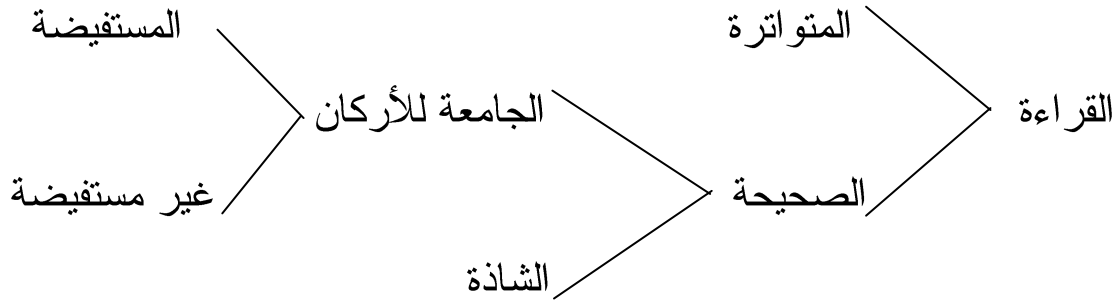 القراءة
المتواترة
الصحيحة
الجامعة للأركان
الشاذة
المستفيضة
غير مستفيضة